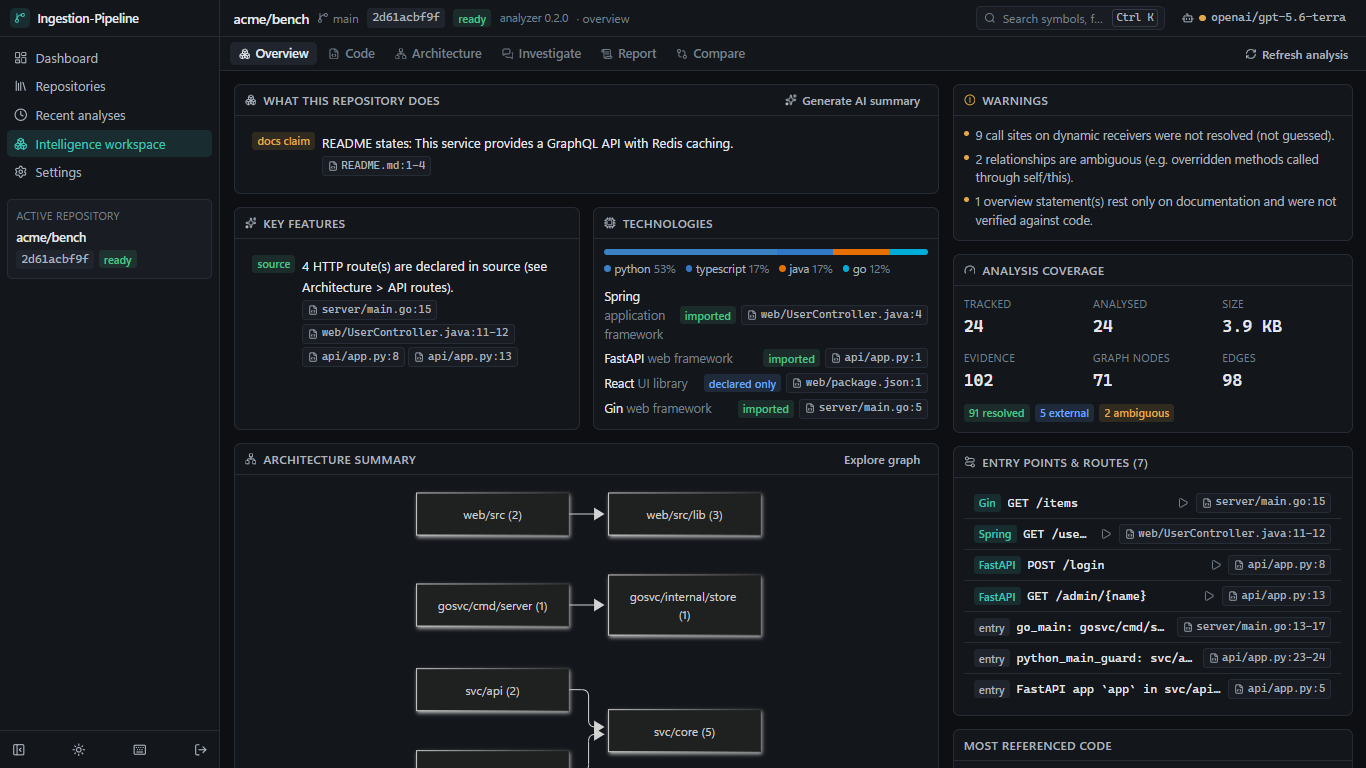 Ingestion-Pipeline
acme/bench main 2d61acbf9f ready analyzer 0.2.0 · overview
Search symbols, f... Ctrl K
openai/gpt-5.6-terra
Dashboard
Repositories
Recent analyses
Intelligence workspace
Settings
ACTIVE REPOSITORY
acme/bench
2d61acbf9f ready
Overview Code Architecture Investigate Report Compare
Refresh analysis
WHAT THIS REPOSITORY DOES
Generate AI summary
docs claim README states: This service provides a GraphQL API with Redis caching.
README.md:1-4
KEY FEATURES
source 4 HTTP route(s) are declared in source (see
Architecture > API routes).
server/main.go:15
web/UserController.java:11-12
api/app.py:8 api/app.py:13
TECHNOLOGIES
python 53% typescript 17% java 17% go 12%
Spring
application
framework
imported web/UserController.java:4
FastAPI web framework imported api/app.py:1
React UI library declared only web/package.json:1
Gin web framework imported server/main.go:5
ARCHITECTURE SUMMARY
Explore graph
web/src (2)
web/src/lib (3)
gosvc/cmd/server (1)
gosvc/internal/store
(1)
svc/api (2)
svc/core (5)
WARNINGS
9 call sites on dynamic receivers were not resolved (not guessed).
2 relationships are ambiguous (e.g. overridden methods called
through self/this).
1 overview statement(s) rest only on documentation and were not
verified against code.
ANALYSIS COVERAGE
TRACKED ANALYSED SIZE
24 24 3.9 KB
EVIDENCE GRAPH NODES EDGES
102 71 98
91 resolved 5 external 2 ambiguous
ENTRY POINTS & ROUTES (7)
Gin GET /items server/main.go:15
Spring GET /use... web/UserController.java:11-12
FastAPI POST /login api/app.py:8
FastAPI GET /admin/{name} api/app.py:13
entry go_main: gosvc/cmd/s... server/main.go:13-17
entry python_main_guard: svc/a... api/app.py:23-24
entry FastAPI app `app` in svc/api... api/app.py:5
MOST REFERENCED CODE